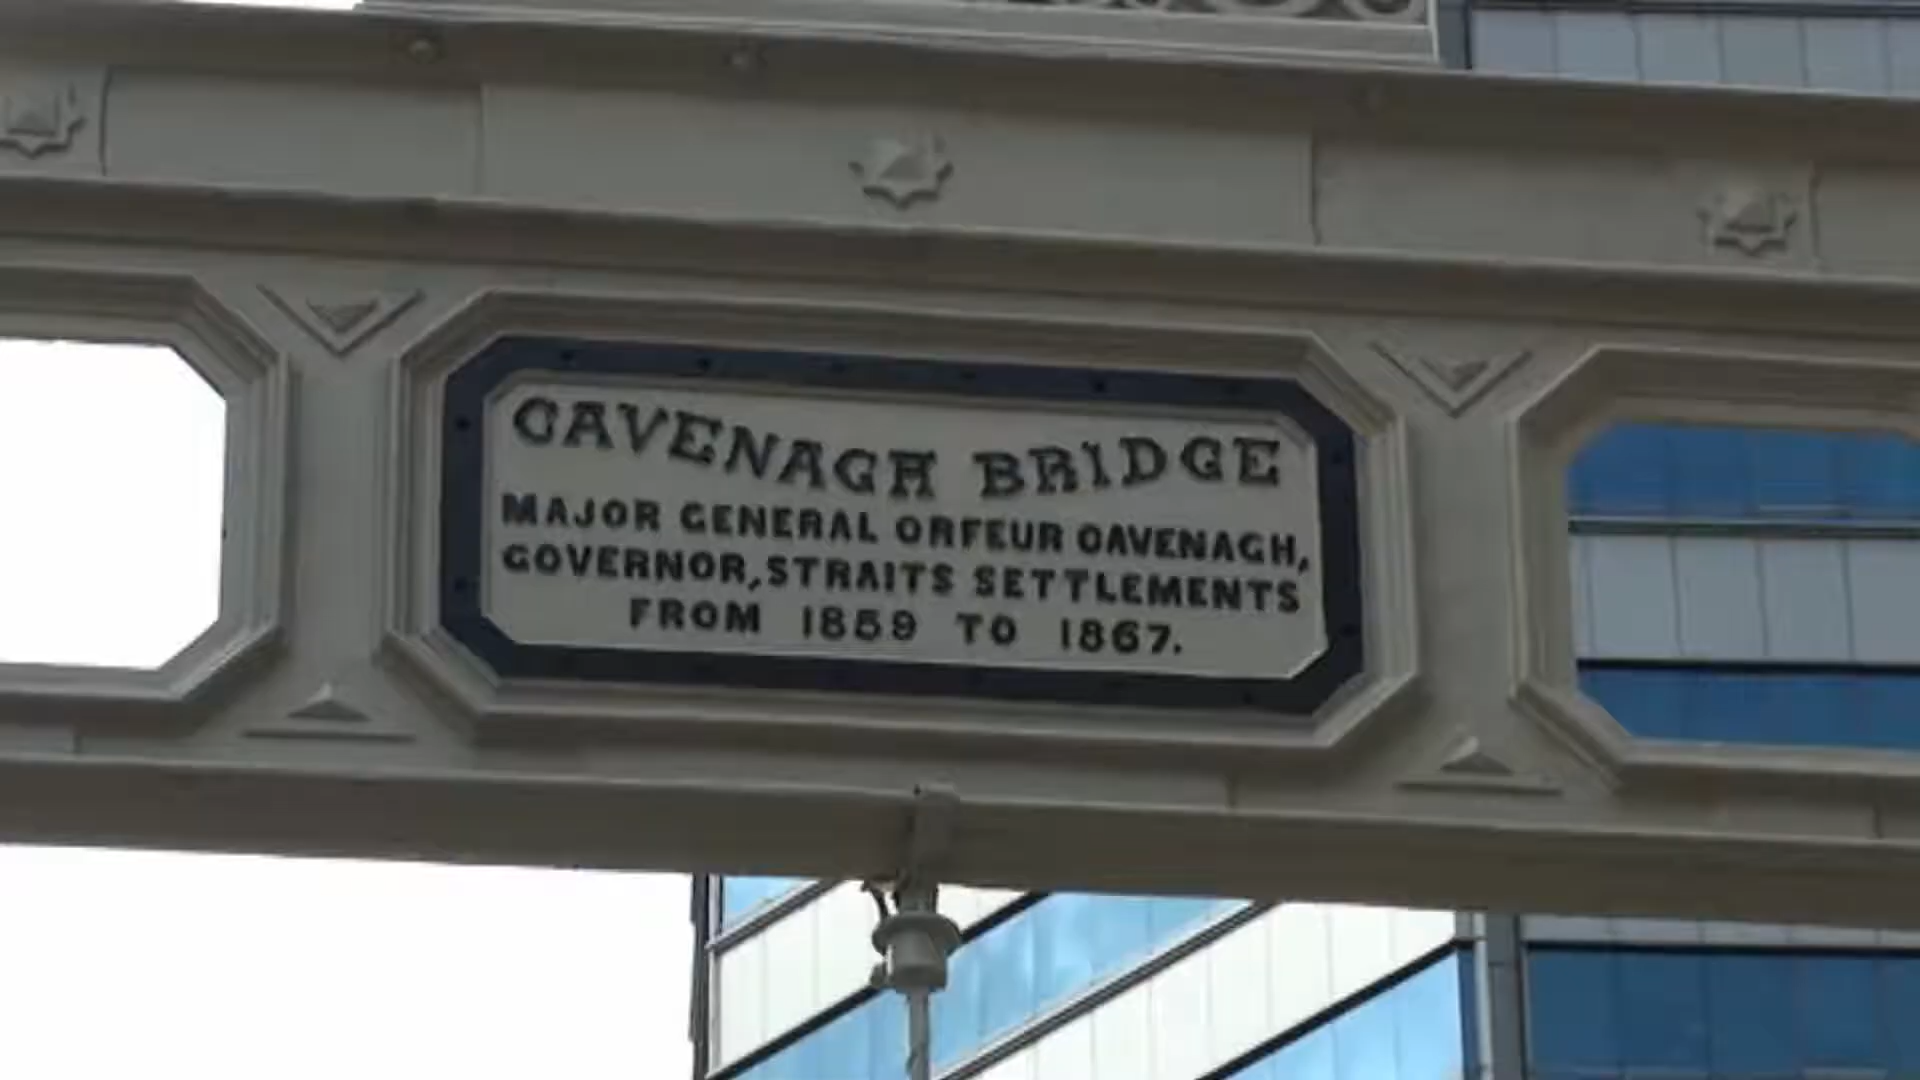 CAVENAGH BRIDGE
MAJOR GENERAL ORFEUR CAVENAGH,
GOVERNOR, STRAITS SETTLEMENTS
FROM 1859 TO 1867.